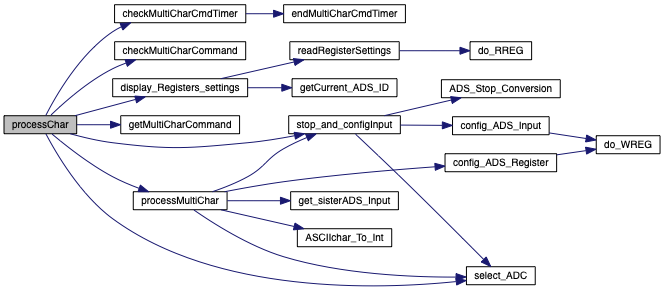 checkMultiCharCmdTimer
endMultiCharCmdTimer
checkMultiCharCommand
readRegisterSettings
do_RREG
display_Registers_settings
getCurrent_ADS_ID
ADS_Stop_Conversion
processChar
getMultiCharCommand
stop_and_configInput
config_ADS_Input
do_WREG
config_ADS_Register
processMultiChar
get_sisterADS_Input
ASCIIchar_To_Int
select_ADC